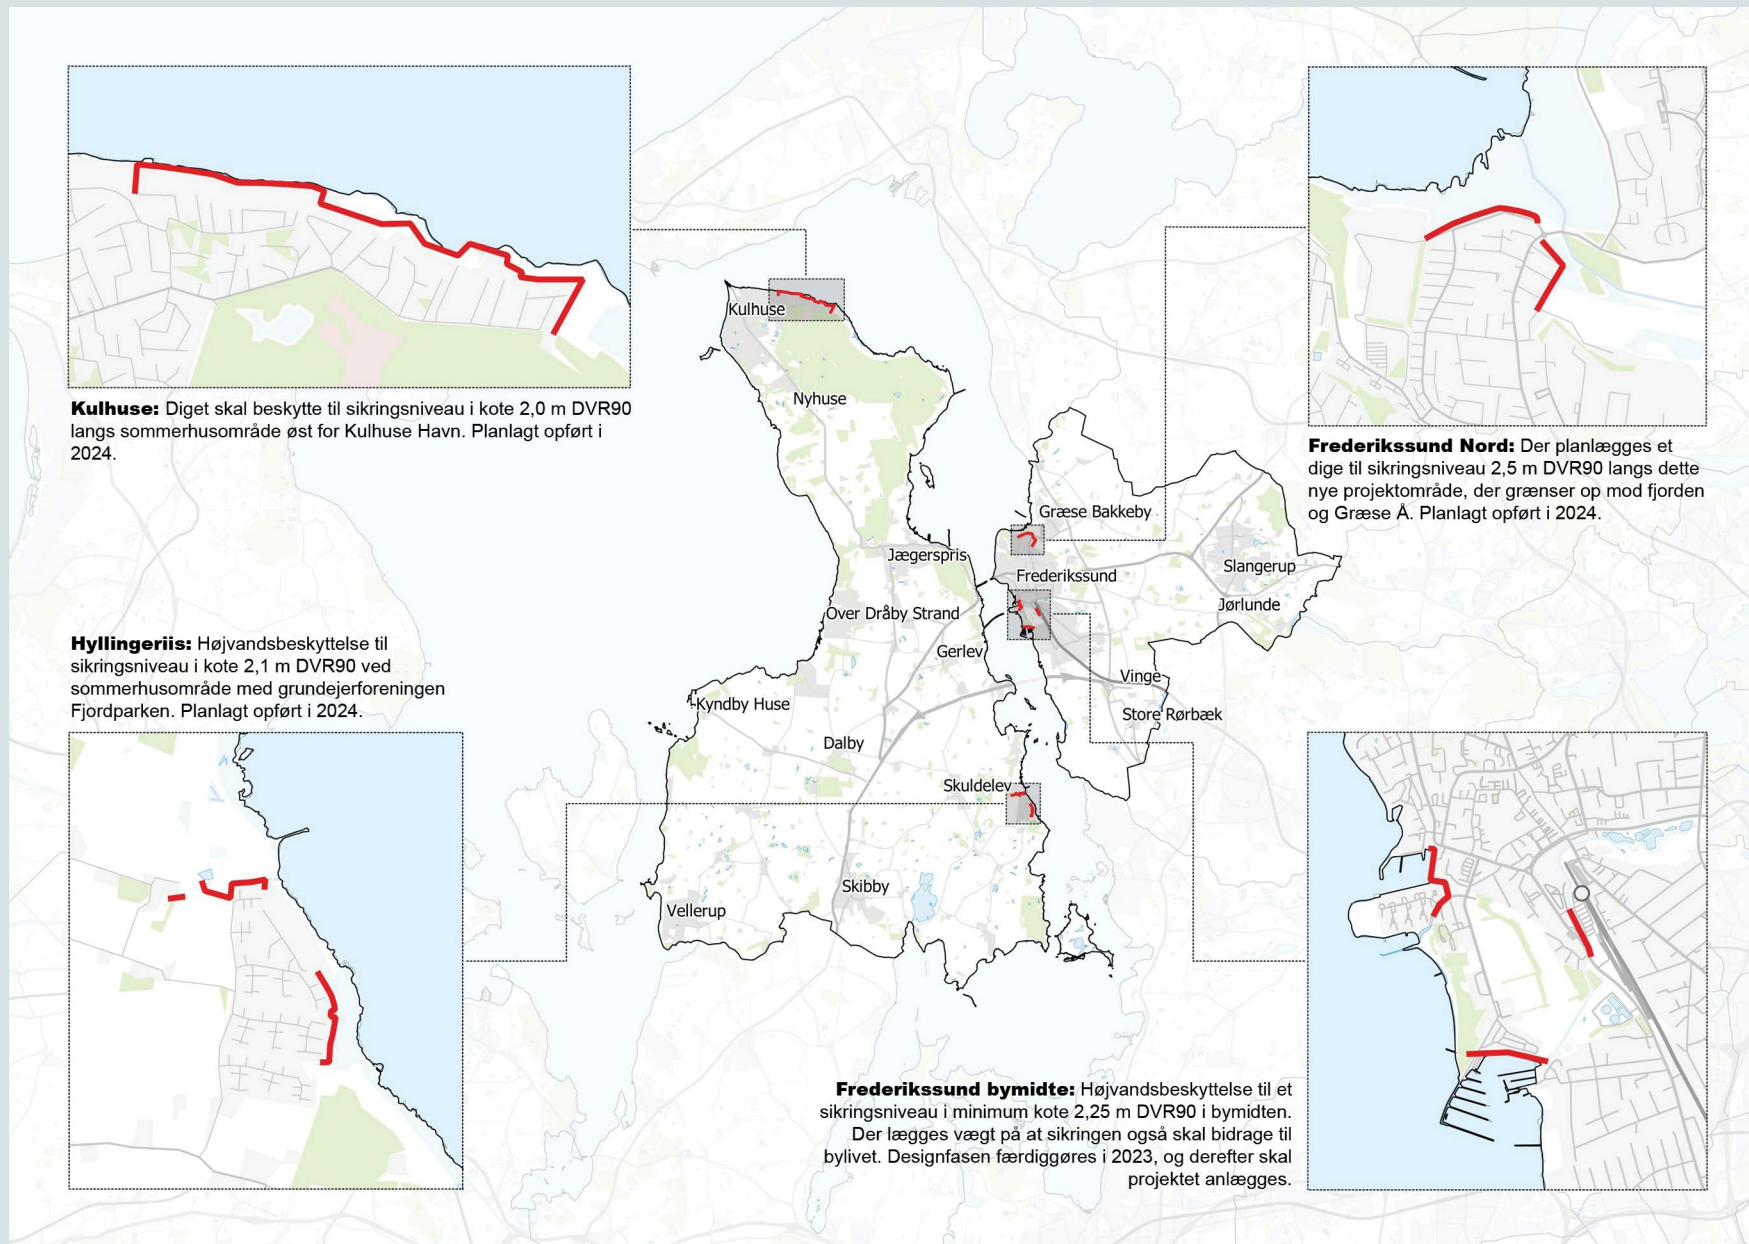 Kulhuse: Diget skal beskytte til sikringsniveau i kote 2,0 m DVR90
langs sommerhusområde øst for Kulhuse Havn. Planlagt opført i
2024.
Frederikssund Nord: Der planlægges et
dige til sikringsniveau 2,5 m DVR90 langs dette
nye projektområde, der grænser op mod fjorden
og Græse Å. Planlagt opført i 2024.
Hyllingeriis: Højvandsbeskyttelse til
sikringsniveau i kote 2,1 m DVR90 ved
sommerhusområde med grundejerforeningen
Fjordparken. Planlagt opført i 2024.
Kulhuse
Nyhuse
Græse Bakkeby
Jægerspris
Slangerup
Frederikssund
Jørlunde
Over Dråby Strand
Gerlev
Vinge
Kyndby Huse
Store Rørbæk
Dalby
Skuldelev
Skibby
Vellerup
Frederikssund bymidte: Højvandsbeskyttelse til et
sikringsniveau i minimum kote 2,25 m DVR90 i bymidten.
Der lægges vægt på at sikringen også skal bidrage til
bylivet. Designfasen færdiggøres i 2023, og derefter skal
projektet anlægges.